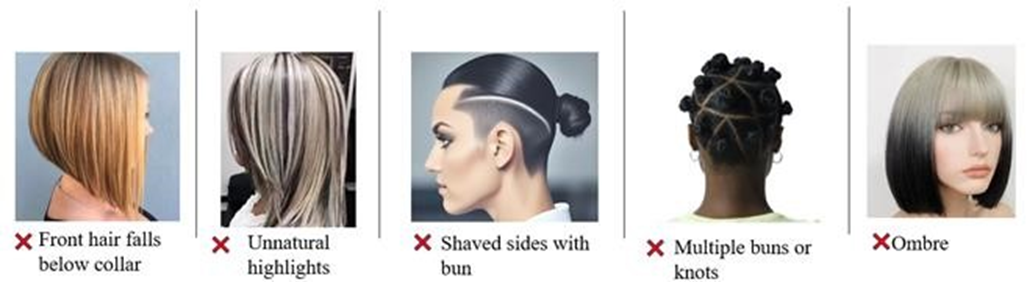 ❌ Front hair falls
below collar
❌ Unnatural
highlights
❌ Shaved sides with
bun
❌ Multiple buns or
knots
❌Ombre